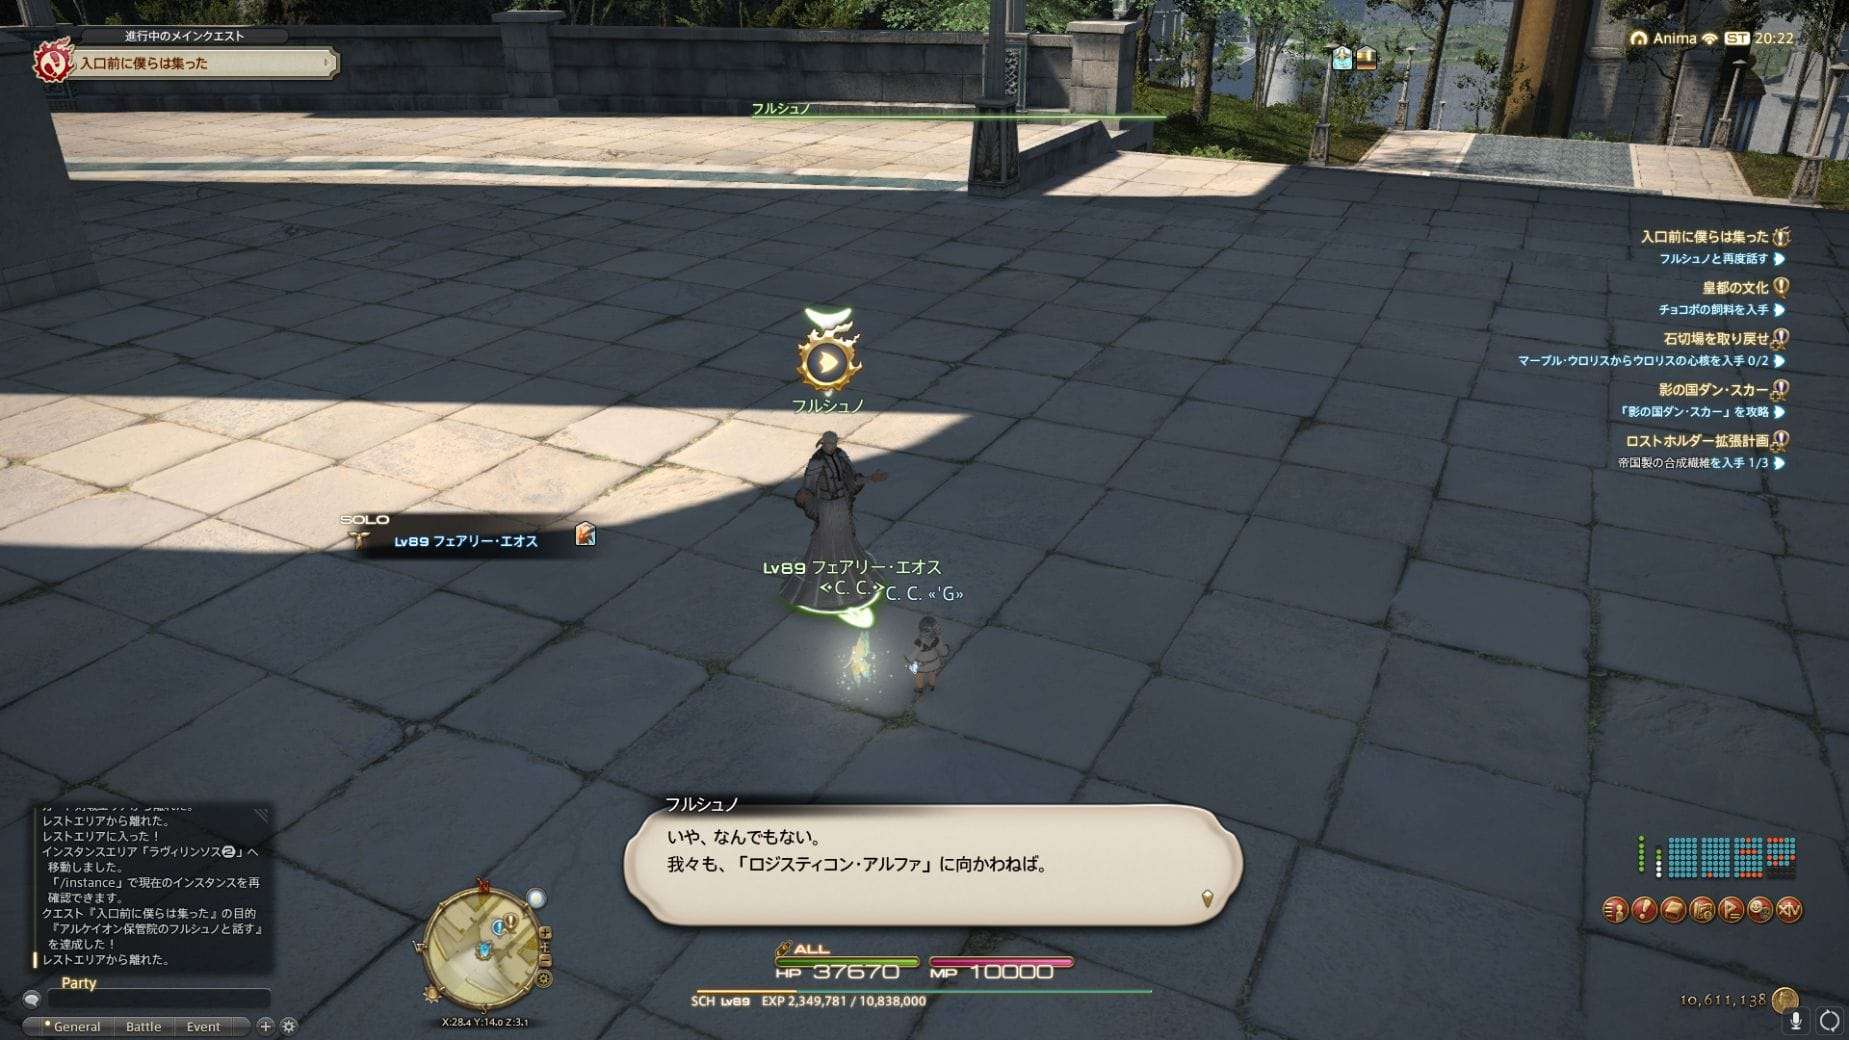 進行中のメインクエスト
入口前に僕らは集った
フルシュノ
Anima ST 20:22
入口前に僕らは集った
フルシュノと再度話す
皇都の文化
チョコボの飼料を入手
石切場を取り戻せ
マーブル・ウロリスからウロリスの心核を入手 0/2
影の国ダン・スカー
「影の国ダン・スカー」を攻略
ロストホルダー拡張計画
帝国製の合成繊維を入手 1/3
フルシュノ
SOLO
Lv89 フェアリー・エオス
Lv89 フェアリー・エオス
«C. C.»
C. C. «'G»
レストエリアから離れた。
レストエリアに入った！
インスタンスエリア「ラヴィリンソス2」へ
移動しました。
「/instance」で現在のインスタンスを再
確認できます。
クエスト『入口前に僕らは集った』の目的
『アルケイオン保管院のフルシュノと話す』
を達成した！
レストエリアから離れた。
Party
General Battle Event
X:28.4 Y:14.0 Z:3.1
フルシュノ
いや、なんでもない。
我々も、「ロジスティコン・アルファ」に向かわねば。
ALL
HP 37670 MP 10000
SCH Lv89 EXP 2,349,781 / 10,838,000
10,611,138